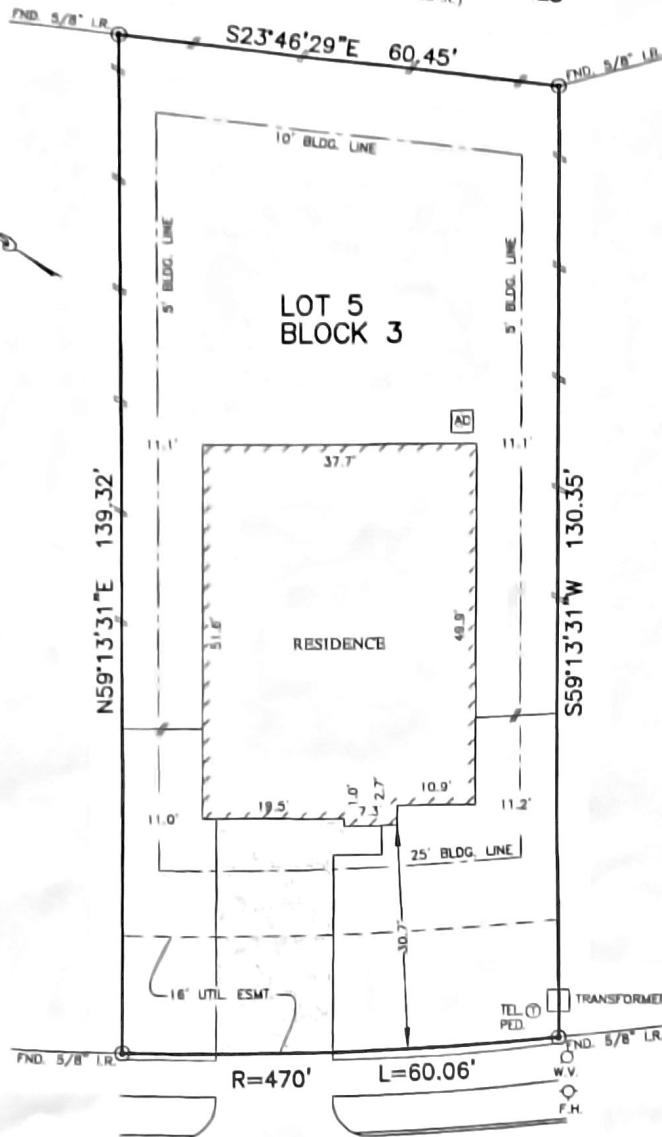 FND. 5/8" I.R.
S23°46'29"E 60.45'
FND. 5/8" I.R.
10' BLDG. LINE
5' BLDG. LINE
5' BLDG. LINE
LOT 5
BLOCK 3
11.1'
37.7'
11.1'
N59°13'31"E 139.32'
S59°13'31"W 130.35'
RESIDENCE
49.9'
19.5'
1.0'
7.3'
2.7'
10.9'
11.0'
11.2'
25' BLDG. LINE
30.7'
16' UTIL ESMT.
TEL. T
PED.
TRANSFORMER
FND. 5/8" I.R.
FND. 5/8" I.R.
R=470' L=60.06'
W.V.
F.H.